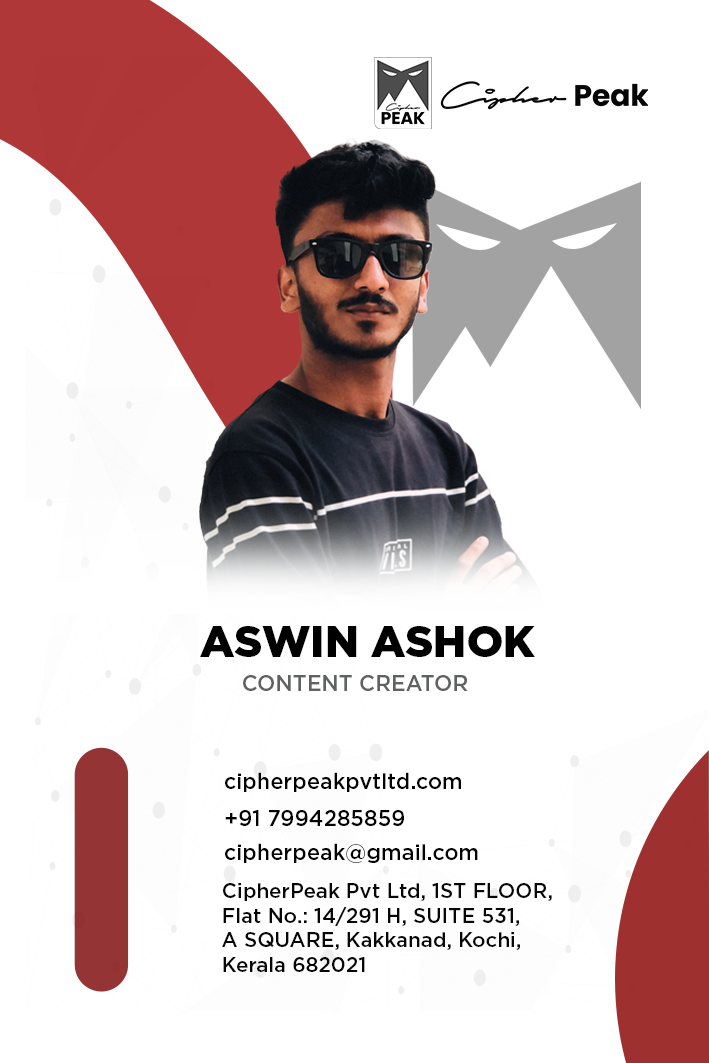 Cipher
PEAK
Cipher Peak
ASWIN ASHOK
CONTENT CREATOR
cipherpeakpvtltd.com
+91 7994285859
cipherpeak@gmail.com
CipherPeak Pvt Ltd, 1ST FLOOR,
Flat No.: 14/291 H, SUITE 531,
A SQUARE, Kakkanad, Kochi,
Kerala 682021